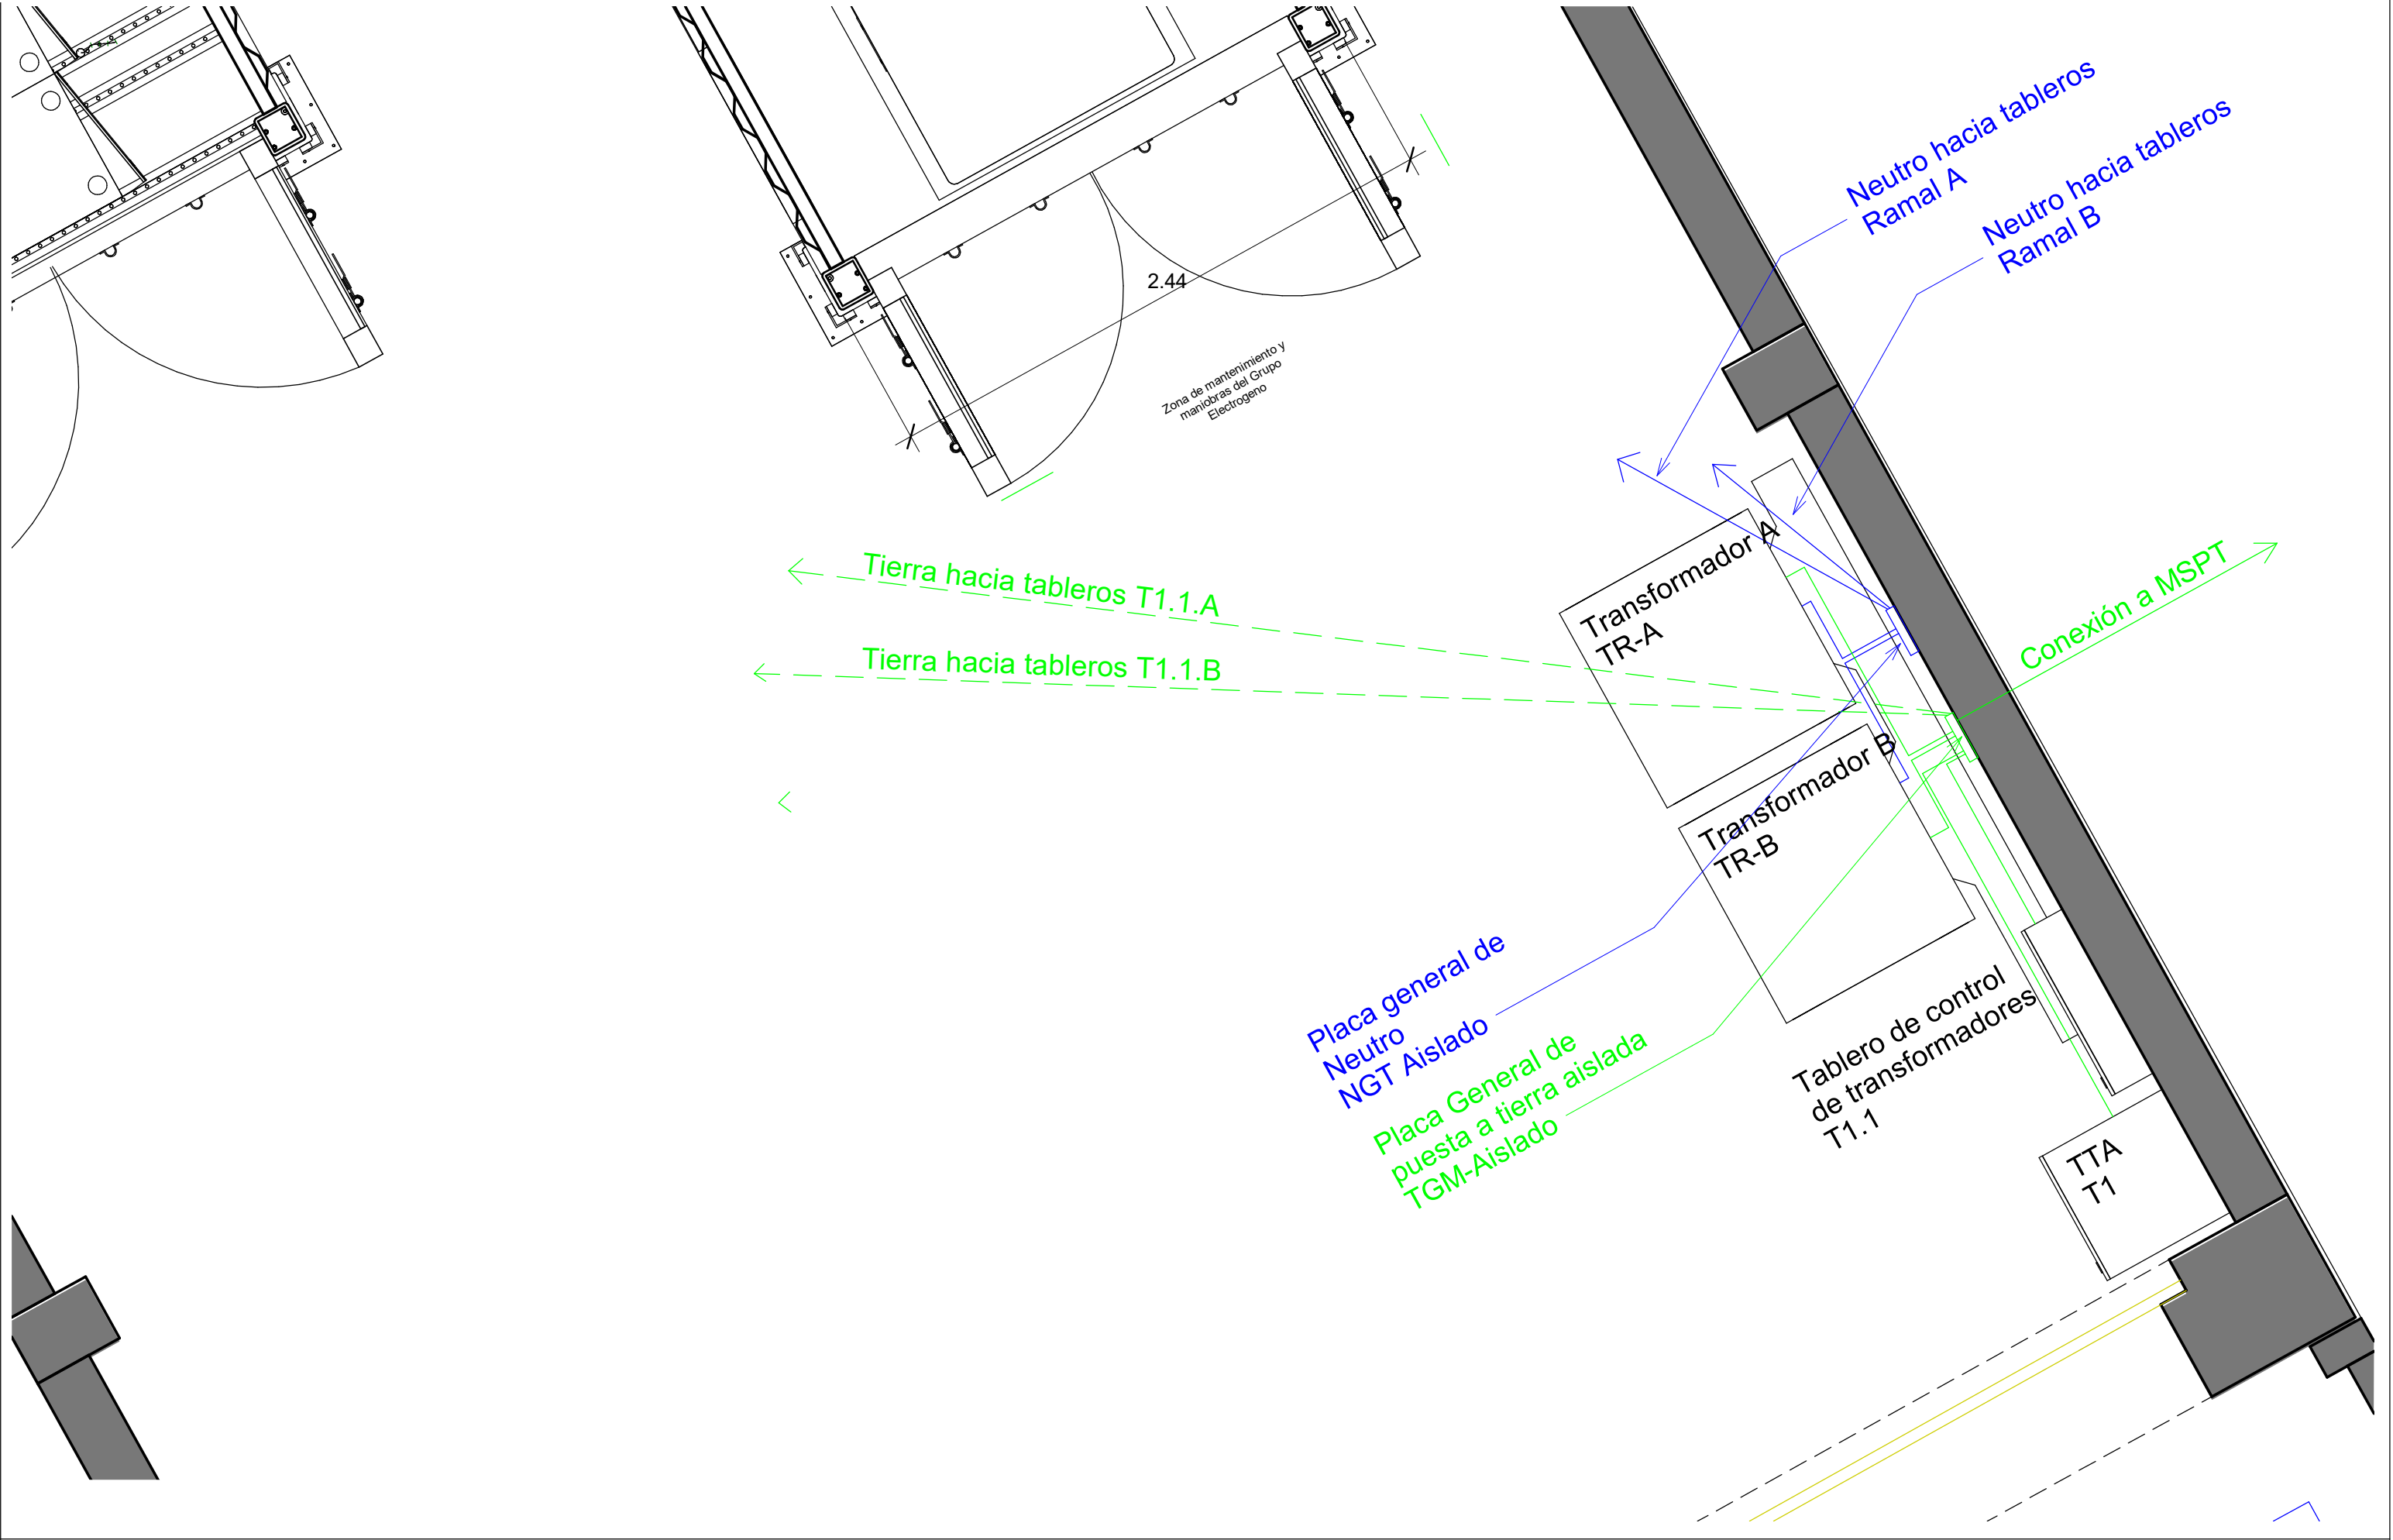 Neutro hacia tableros
Ramal A
Neutro hacia tableros
Ramal B
2.44
Zona de mantenimiento y
maniobras del Grupo
Electrogeno
Tierra hacia tableros T1.1.A
Tierra hacia tableros T1.1.B
Transformador A
TR-A
Conexión a MSPT
Transformador B
TR-B
Placa general de
Neutro
NGT Aislado
Placa General de
puesta a tierra aislada
TGM-Aislado
Tablero de control
de transformadores
T1.1
TTA
T1